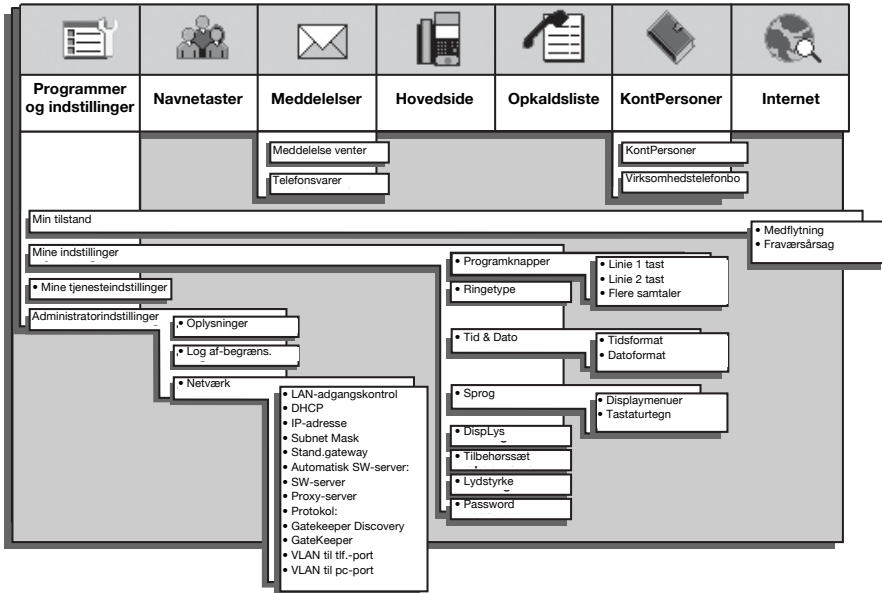 Programmer
og indstillinger
Navnetaster
Meddelelser
Hovedside
Opkaldsliste
KontPersoner
Internet
Meddelelse venter
Telefonsvarer
KontPersoner
Virksomhedstelefonbo
Min tilstand
• Medflytning
• Fraværsårsag
Mine indstillinger
• Programknapper
• Linie 1 tast
• Linie 2 tast
• Flere samtaler
• Ringetype
• Mine tjenesteindstillinger
Administratorindstillinger
• Oplysninger
• Log af-begræns.
• Netværk
• LAN-adgangskontrol
• DHCP
• IP-adresse
• Subnet Mask
• Stand.gateway
• Automatisk SW-server:
• SW-server
• Proxy-server
• Protokol:
• Gatekeeper Discovery
• GateKeeper
• VLAN til tlf.-port
• VLAN til pc-port
• Tid & Dato
• Tidsformat
• Datoformat
• Sprog
• Displaymenuer
• Tastaturtegn
• DispLys
• Tilbehørssæt
• Lydstyrke
• Password